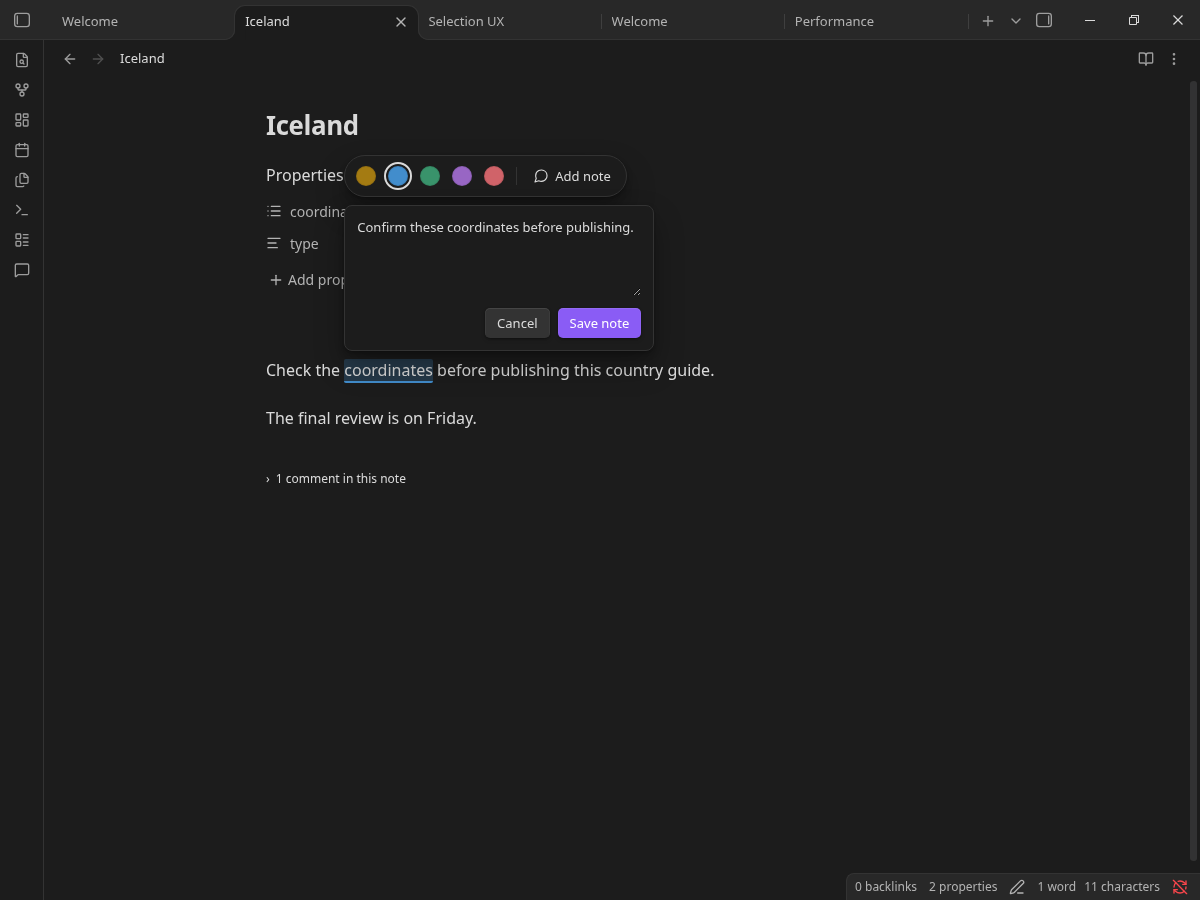 Welcome
Iceland
Selection UX
Welcome
Performance
Iceland
Iceland
Properties
Add note
coordina
Confirm these coordinates before publishing.
type
Add prop
Cancel
Save note
Check the coordinates before publishing this country guide.
The final review is on Friday.
› 1 comment in this note
0 backlinks 2 properties 1 word 11 characters